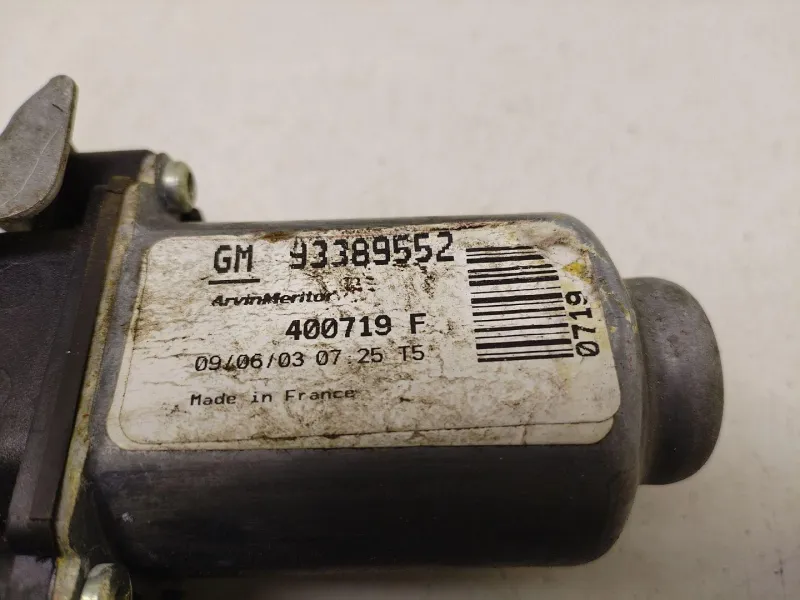 GM 93389552
ArvinMeritor
400719 F
09/06/03 07:25 T5
Made in France
0719